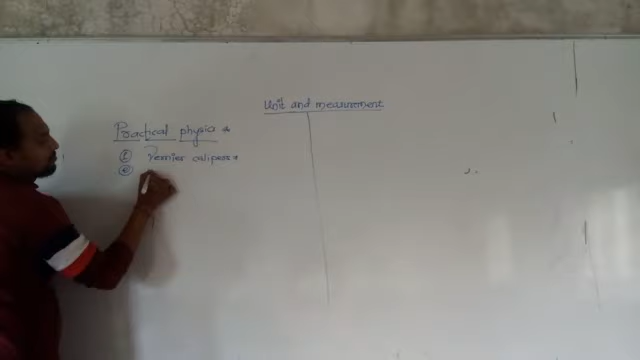 Unit and measurement
Practical physics
① Vernier calipers
②